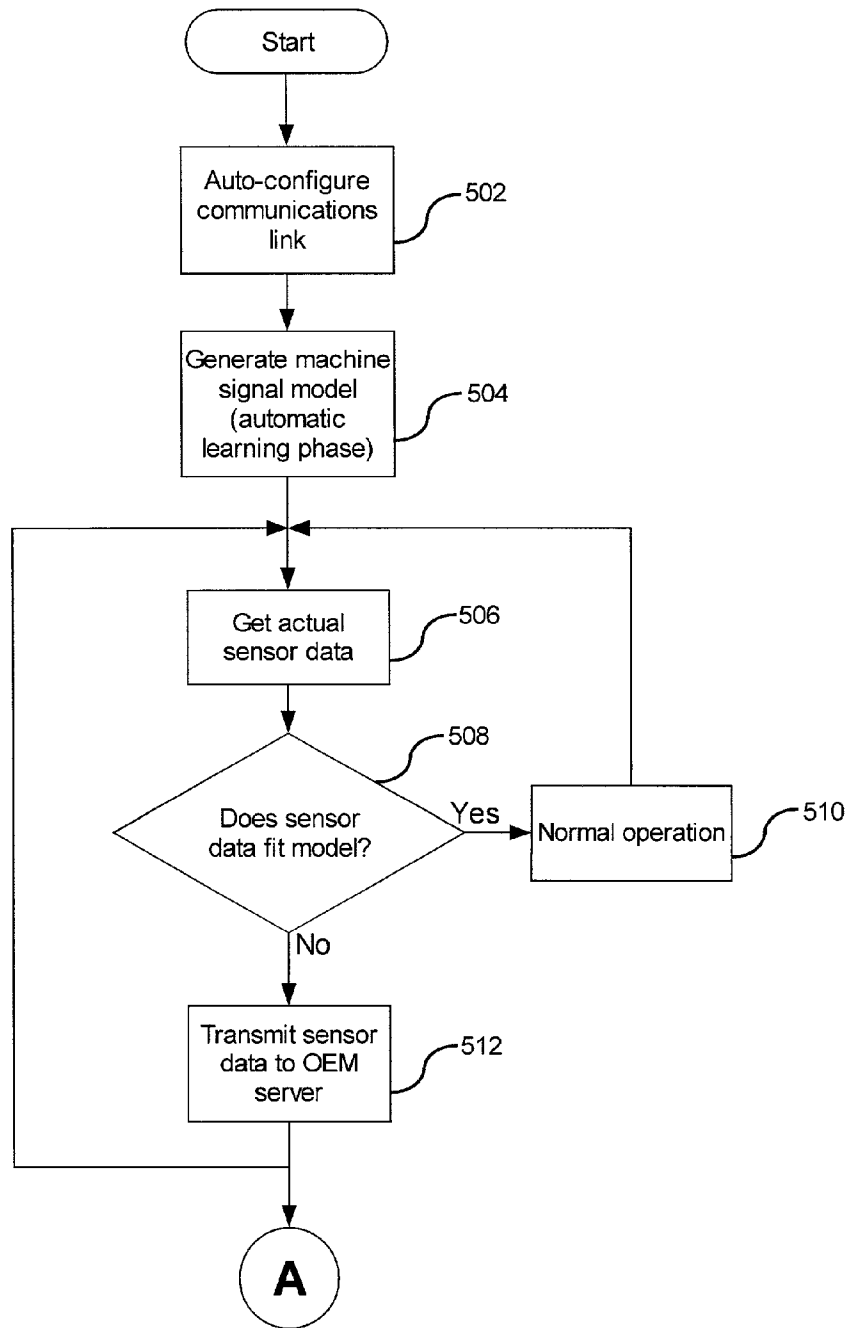 Start
Auto-configure
communications
link
502
Generate machine
signal model
(automatic
learning phase)
504
Get actual
sensor data
506
508
Does sensor
data fit model?
Yes
Normal operation
510
No
Transmit sensor
data to OEM
server
512
A